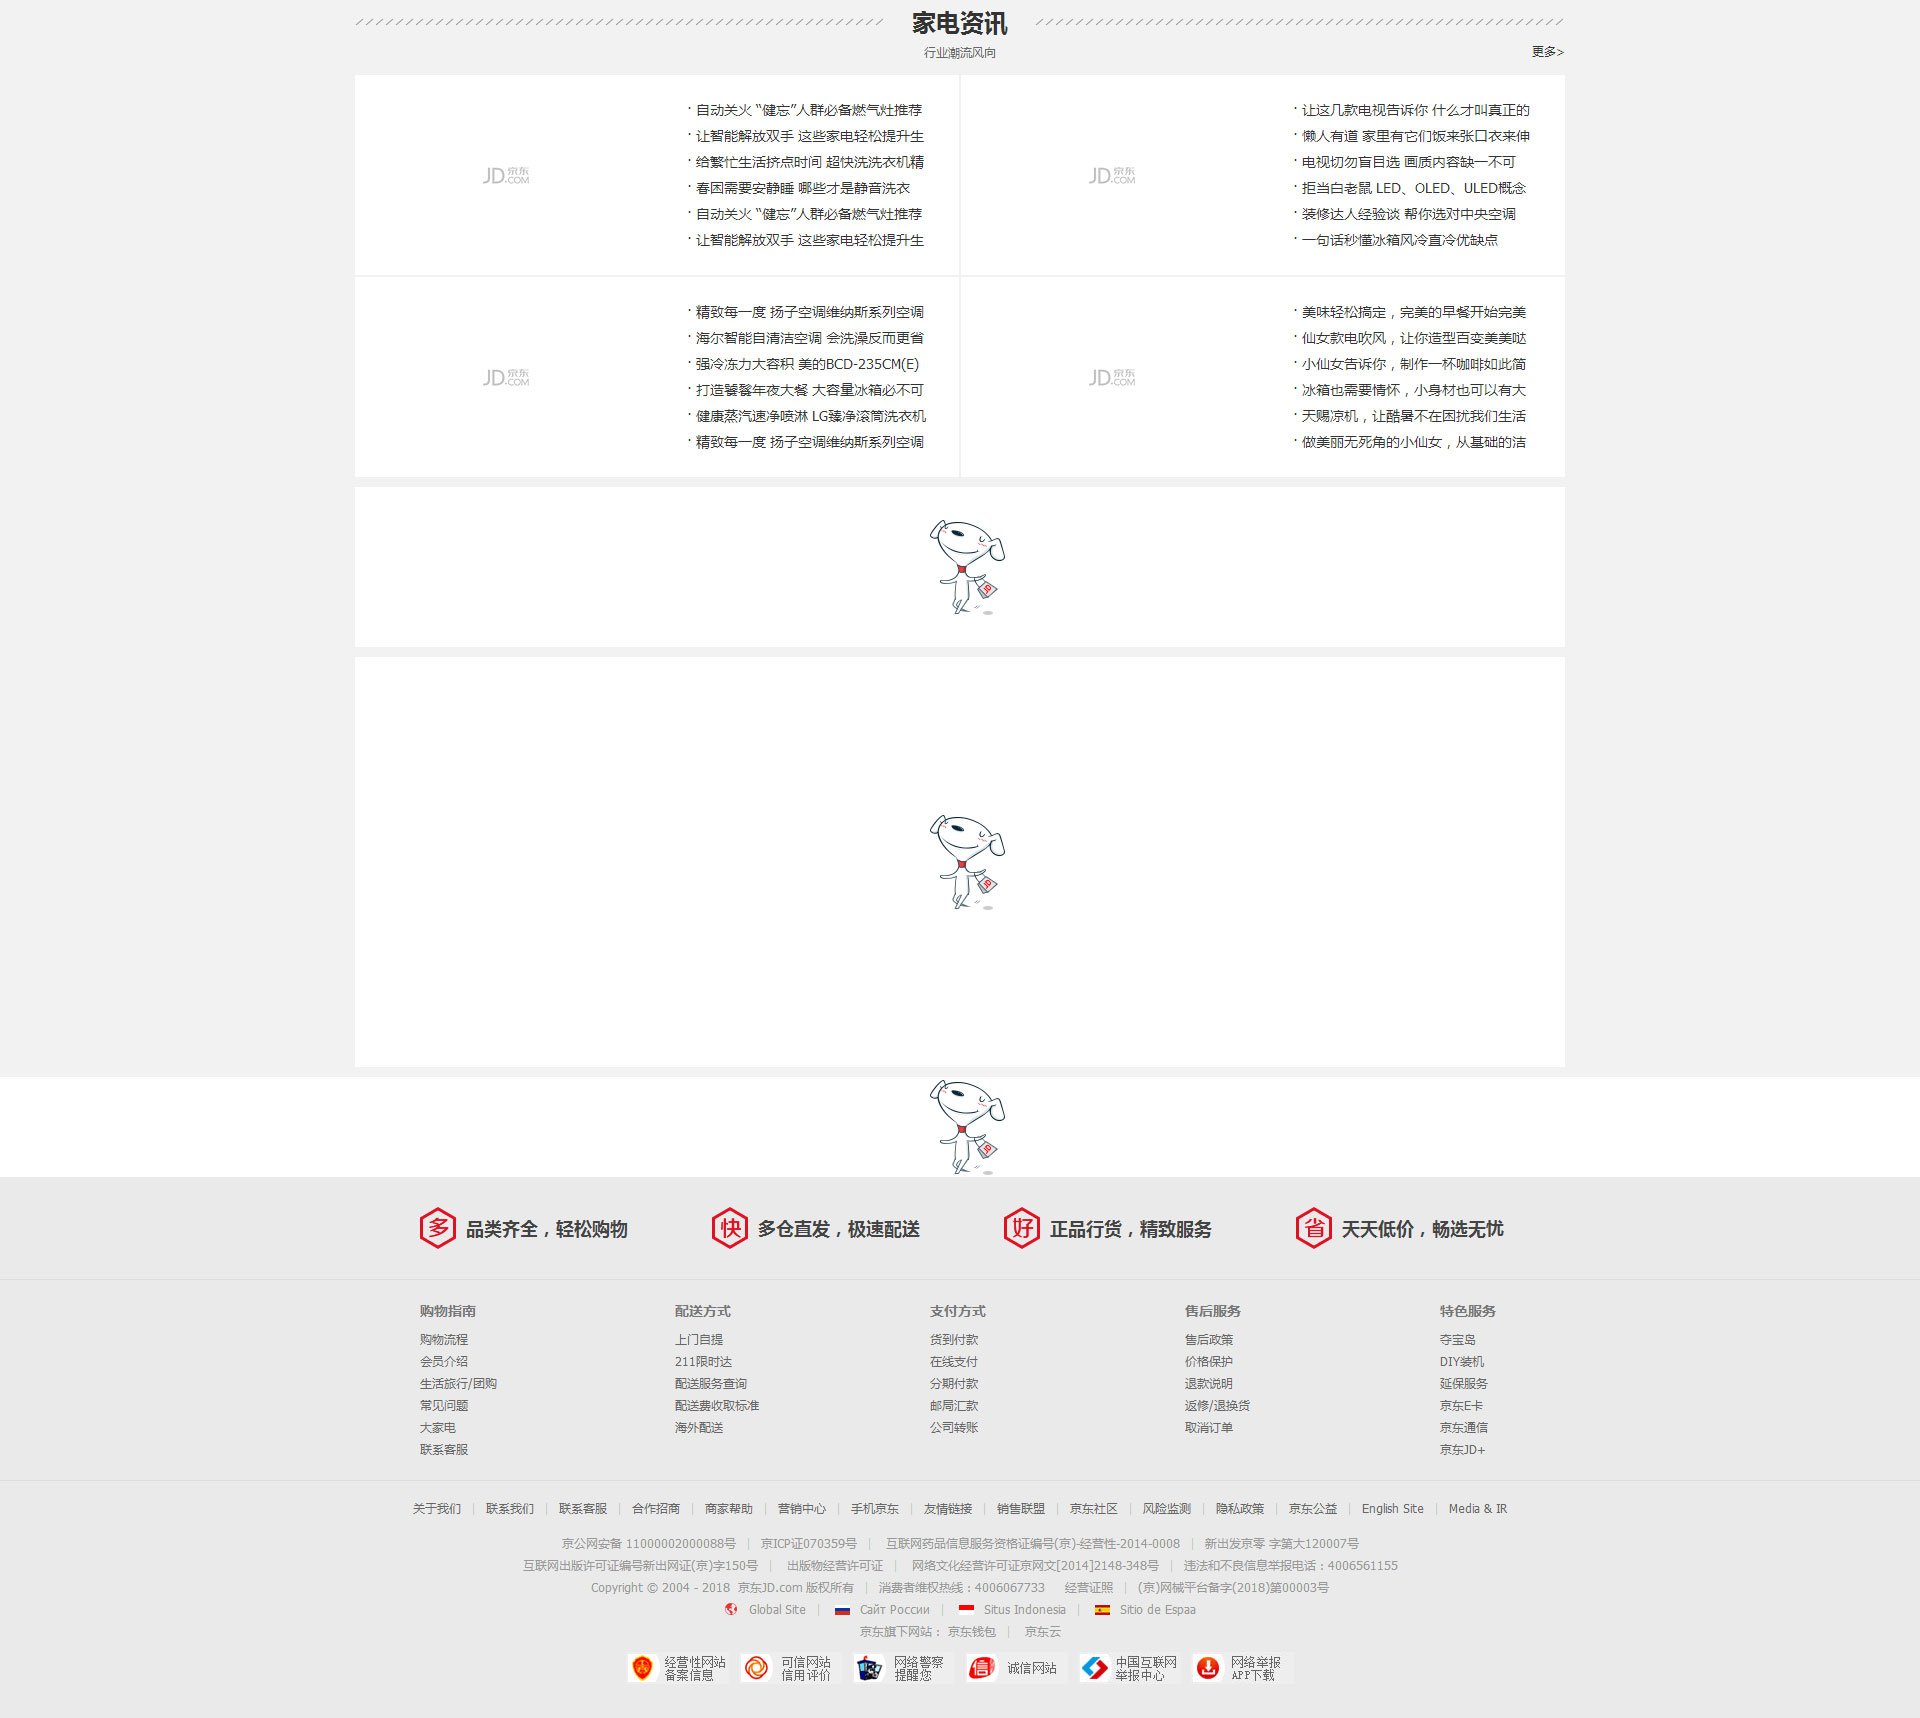 家电资讯
行业潮流风向
更多>
· 自动关火 “健忘”人群必备燃气灶推荐
· 让智能解放双手 这些家电轻松提升生
· 给繁忙生活挤点时间 超快洗洗衣机精
· 春困需要安静睡 哪些才是静音洗衣
· 自动关火 “健忘”人群必备燃气灶推荐
· 让智能解放双手 这些家电轻松提升生
JD京东.COM
· 让这几款电视告诉你 什么才叫真正的
· 懒人有道 家里有它们饭来张口衣来伸
· 电视切勿盲目选 画质内容缺一不可
· 拒当白老鼠 LED、OLED、ULED概念
· 装修达人经验谈 帮你选对中央空调
· 一句话秒懂冰箱风冷直冷优缺点
JD京东.COM
· 精致每一度 扬子空调维纳斯系列空调
· 海尔智能自清洁空调 会洗澡反而更省
· 强冷冻力大容积 美的BCD-235CM(E)
· 打造饕餮年夜大餐 大容量冰箱必不可
· 健康蒸汽速净喷淋 LG臻净滚筒洗衣机
· 精致每一度 扬子空调维纳斯系列空调
JD京东.COM
· 美味轻松搞定，完美的早餐开始完美
· 仙女款电吹风，让你造型百变美美哒
· 小仙女告诉你，制作一杯咖啡如此简
· 冰箱也需要情怀，小身材也可以有大
· 天赐凉机，让酷暑不在困扰我们生活
· 做美丽无死角的小仙女，从基础的洁
JD京东.COM
JD
JD
JD
多 品类齐全，轻松购物
快 多仓直发，极速配送
好 正品行货，精致服务
省 天天低价，畅选无忧
购物指南
购物流程
会员介绍
生活旅行/团购
常见问题
大家电
联系客服
配送方式
上门自提
211限时达
配送服务查询
配送费收取标准
海外配送
支付方式
货到付款
在线支付
分期付款
邮局汇款
公司转账
售后服务
售后政策
价格保护
退款说明
返修/退换货
取消订单
特色服务
夺宝岛
DIY装机
延保服务
京东E卡
京东通信
京东JD+
关于我们 | 联系我们 | 联系客服 | 合作招商 | 商家帮助 | 营销中心 | 手机京东 | 友情链接 | 销售联盟 | 京东社区 | 风险监测 | 隐私政策 | 京东公益 | English Site | Media & IR
京公网安备 11000002000088号 | 京ICP证070359号 | 互联网药品信息服务资格证编号(京)-经营性-2014-0008 | 新出发京零 字第大120007号
互联网出版许可证编号新出网证(京)字150号 | 出版物经营许可证 | 网络文化经营许可证京网文[2014]2148-348号 | 违法和不良信息举报电话：4006561155
Copyright © 2004 - 2018 京东JD.com 版权所有 | 消费者维权热线：4006067733 经营证照 | (京)网械平台备字(2018)第00003号
Global Site | Сайт России | Situs Indonesia | Sitio de Espaa
京东旗下网站： 京东钱包 | 京东云
经营性网站
备案信息
可信网站
信用评价
网络警察
提醒您
信 诚信网站
中国互联网
举报中心
网络举报
APP下载